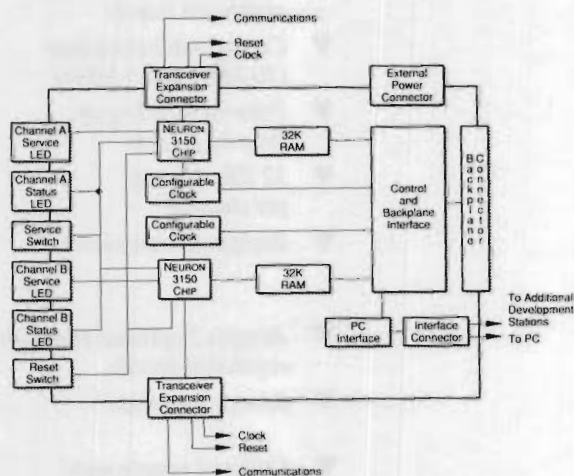 Communications
Reset
Clock
Transceiver
Expansion
Connector
External
Power
Connector
Channel A
Service
LED
NEURON
3150
CHIP
32K
RAM
Channel A
Status
LED
Configurable
Clock
Control
and
Backplane
Interface
Backplane
Connector
Service
Switch
Configurable
Clock
Channel B
Service
LED
NEURON
3150
CHIP
32K
RAM
To Additional
Development
Stations
To PC
Channel B
Status
LED
PC
Interface
Interface
Connector
Reset
Switch
Transceiver
Expansion
Connector
Clock
Reset
Communications